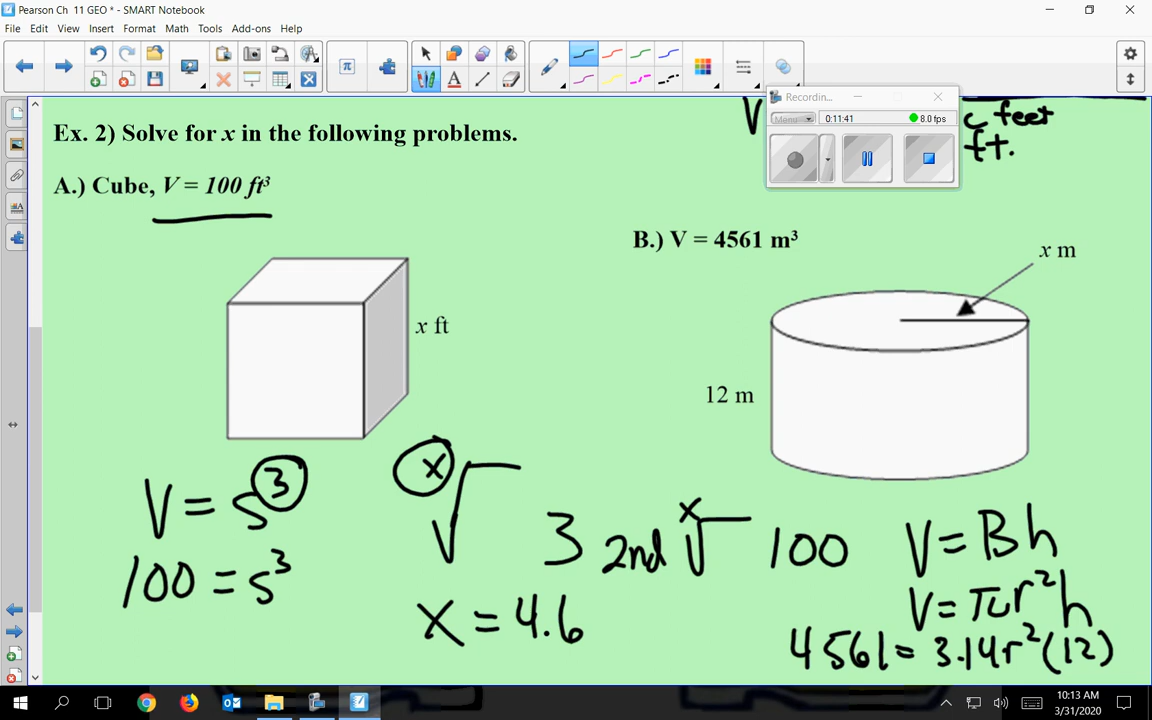 Pearson Ch 11 GEO * - SMART Notebook
File Edit View Insert Format Math Tools Add-ons Help
Recordin...
Menu
0:11:41
8.0 fps
V
c feet
ft.
Ex. 2) Solve for x in the following problems.
A.) Cube, V = 100 ft³
B.) V = 4561 m³
x m
x ft
12 m
V = s³
x√
3 2nd x√ 100
V = Bh
100 = s³
V = πr²h
x = 4.6
4561 = 3.14r²(12)
10:13 AM
3/31/2020